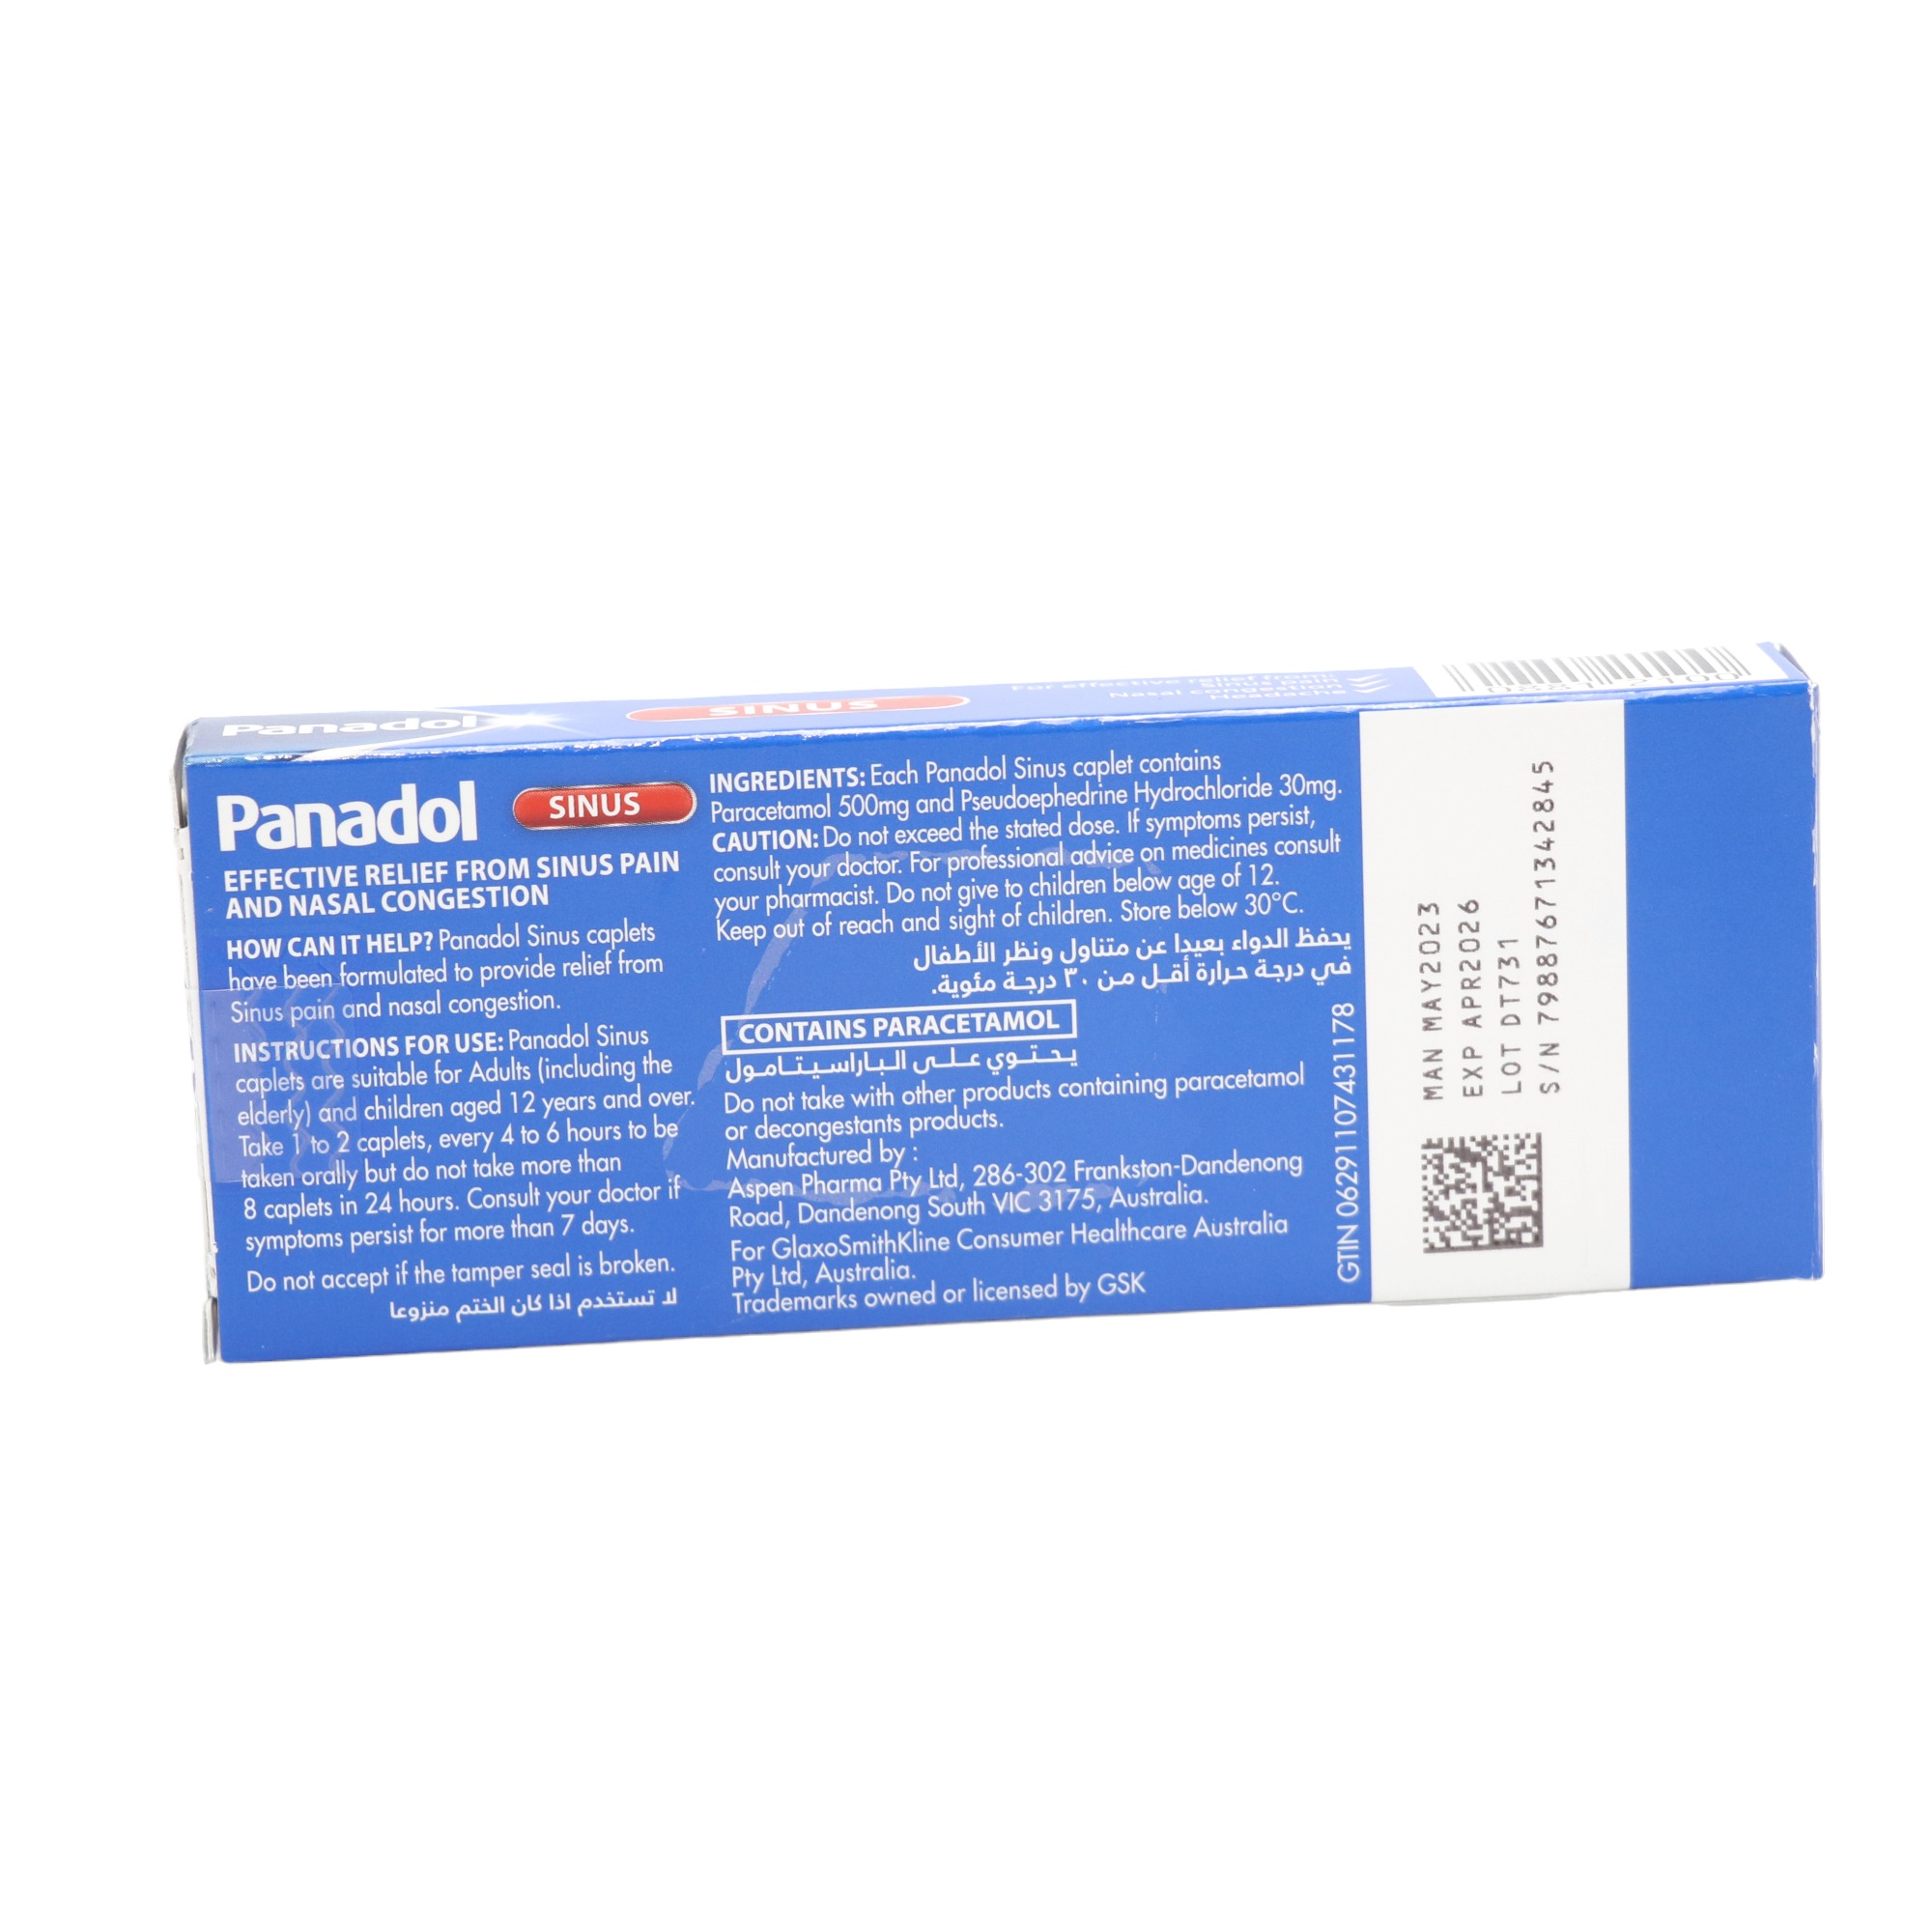 Panadol
SINUS
For effective relief from:
Sinus pain
Nasal congestion
Headache
Panadol SINUS
EFFECTIVE RELIEF FROM SINUS PAIN
AND NASAL CONGESTION
HOW CAN IT HELP? Panadol Sinus caplets
have been formulated to provide relief from
Sinus pain and nasal congestion.
INSTRUCTIONS FOR USE: Panadol Sinus
caplets are suitable for Adults (including the
elderly) and children aged 12 years and over.
Take 1 to 2 caplets, every 4 to 6 hours to be
taken orally but do not take more than
8 caplets in 24 hours. Consult your doctor if
symptoms persist for more than 7 days.
Do not accept if the tamper seal is broken.
لا تستخدم اذا كان الختم منزوعا
INGREDIENTS: Each Panadol Sinus caplet contains
Paracetamol 500mg and Pseudoephedrine Hydrochloride 30mg.
CAUTION: Do not exceed the stated dose. If symptoms persist,
consult your doctor. For professional advice on medicines consult
your pharmacist. Do not give to children below age of 12.
Keep out of reach and sight of children. Store below 30°C.
يحفظ الدواء بعيدا عن متناول ونظر الأطفال
في درجة حرارة أقل من ٣٠ درجة مئوية.
CONTAINS PARACETAMOL
يحتوي على الباراسيتامول
Do not take with other products containing paracetamol
or decongestants products.
Manufactured by :
Aspen Pharma Pty Ltd, 286-302 Frankston-Dandenong
Road, Dandenong South VIC 3175, Australia.
For GlaxoSmithKline Consumer Healthcare Australia
Pty Ltd, Australia.
Trademarks owned or licensed by GSK
GTIN 06291107431178
MAN MAY2023
EXP APR2026
LOT DT731
S/N 79887671342845